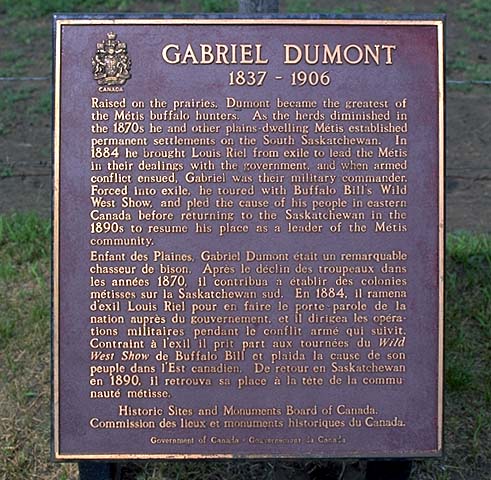 CANADA
GABRIEL DUMONT
1837 - 1906
Raised on the prairies, Dumont became the greatest of
the Métis buffalo hunters. As the herds diminished in
the 1870s he and other plains-dwelling Métis established
permanent settlements on the South Saskatchewan. In
1884 he brought Louis Riel from exile to lead the Métis
in their dealings with the government, and when armed
conflict ensued, Gabriel was their military commander.
Forced into exile, he toured with Buffalo Bill's Wild
West Show, and pled the cause of his people in eastern
Canada before returning to the Saskatchewan in the
1890s to resume his place as a leader of the Métis
community.
Enfant des Plaines, Gabriel Dumont était un remarquable
chasseur de bison. Après le déclin des troupeaux dans
les années 1870, il contribua a établir des colonies
métisses sur la Saskatchewan sud. En 1884, il ramena
d'exil Louis Riel pour en faire le porte-parole de la
nation auprès du gouvernement, et il dirigea les opéra-
tions militaires pendant le conflit armé qui suivit.
Contraint à l'exil il prit part aux tournées du Wild
West Show de Buffalo Bill et plaida la cause de son
peuple dans l'Est canadien. De retour en Saskatchewan
en 1890, il retrouva sa place à la tête de la commu-
nauté métisse.
Historic Sites and Monuments Board of Canada.
Commission des lieux et monuments historiques du Canada.
Government of Canada - Gouvernement du Canada